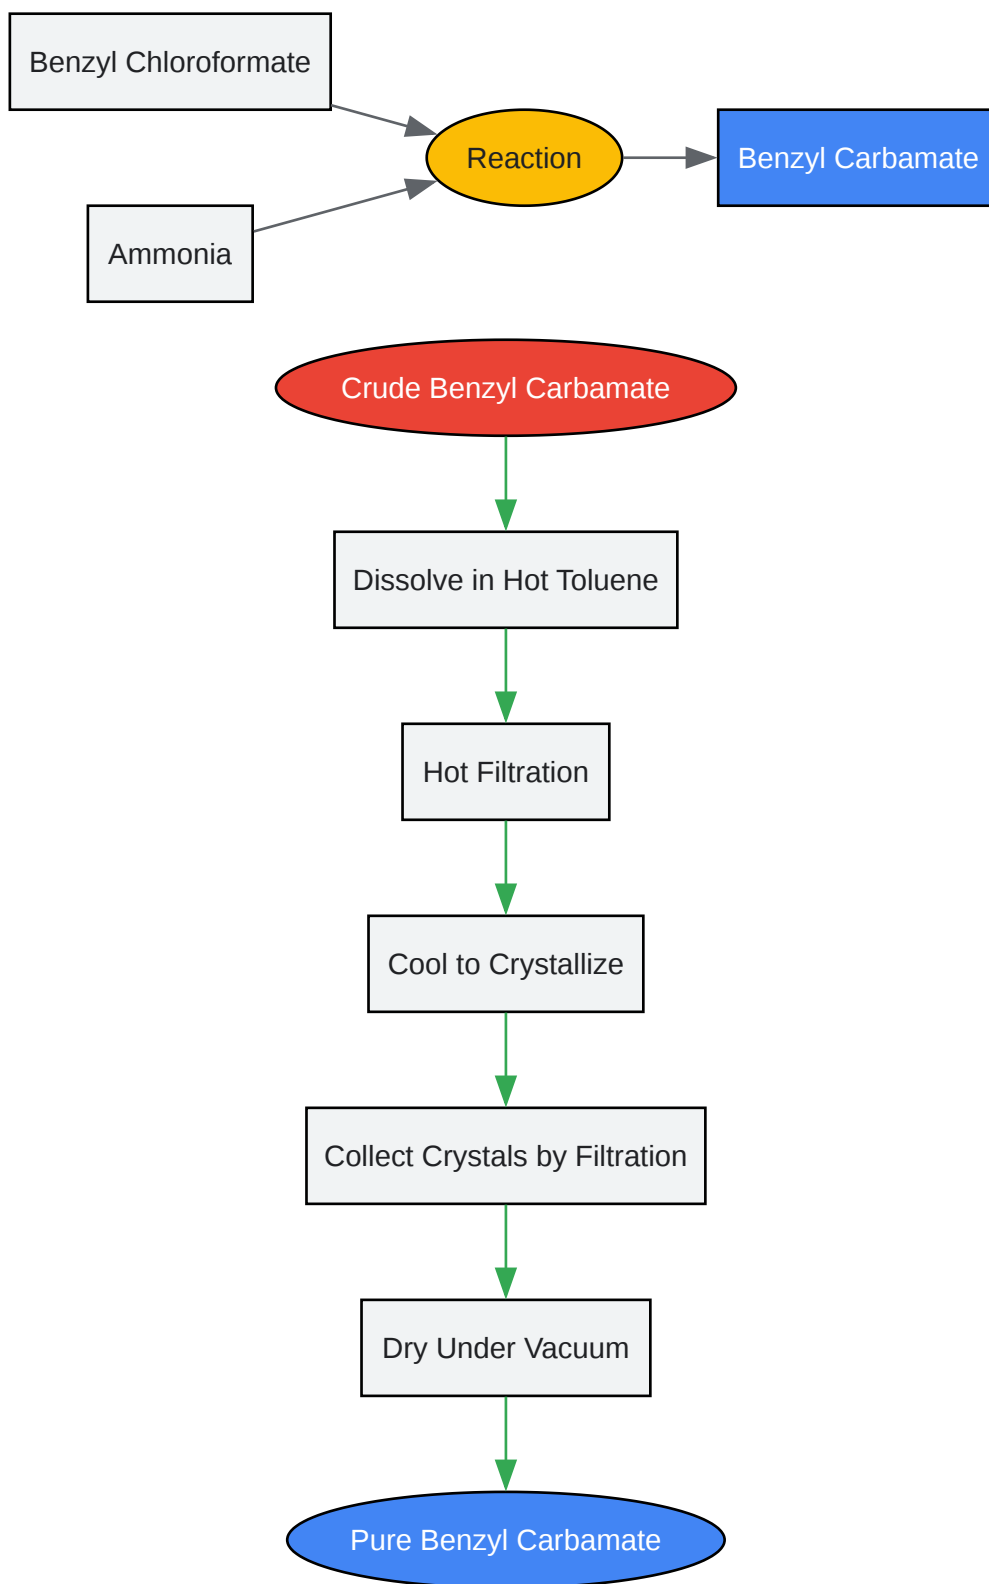 Benzyl Chloroformate
Reaction
Benzyl Carbamate
Ammonia
Crude Benzyl Carbamate
Dissolve in Hot Toluene
Hot Filtration
Cool to Crystallize
Collect Crystals by Filtration
Dry Under Vacuum
Pure Benzyl Carbamate